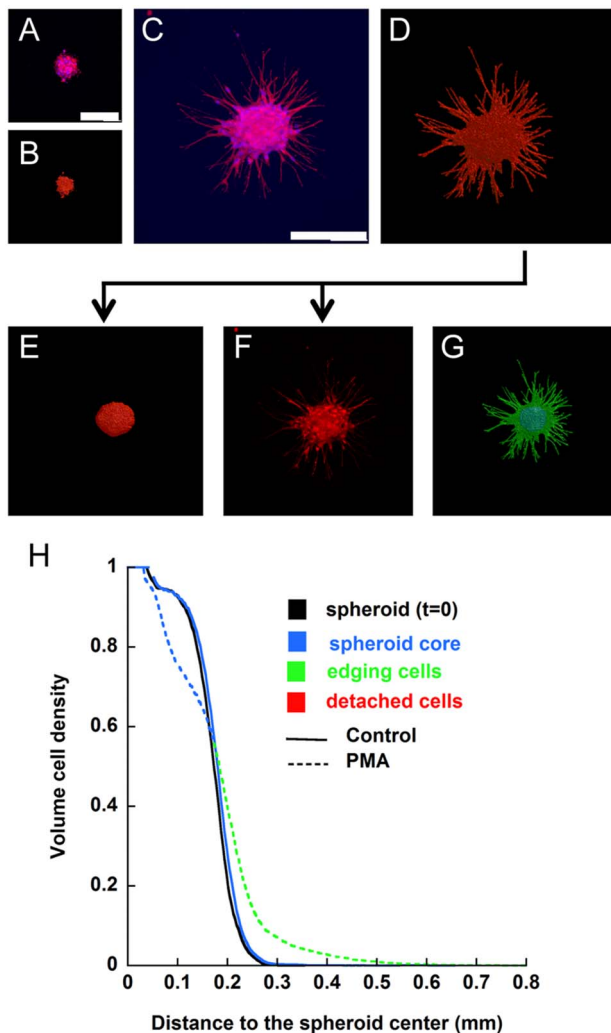 A
B
C
D
E
F
G
H
1
0.8
0.6
0.4
0.2
0
Volume cell density
spheroid (t=0)
spheroid core
edging cells
detached cells
Control
PMA
0 0.1 0.2 0.3 0.4 0.5 0.6 0.7 0.8
Distance to the spheroid center (mm)